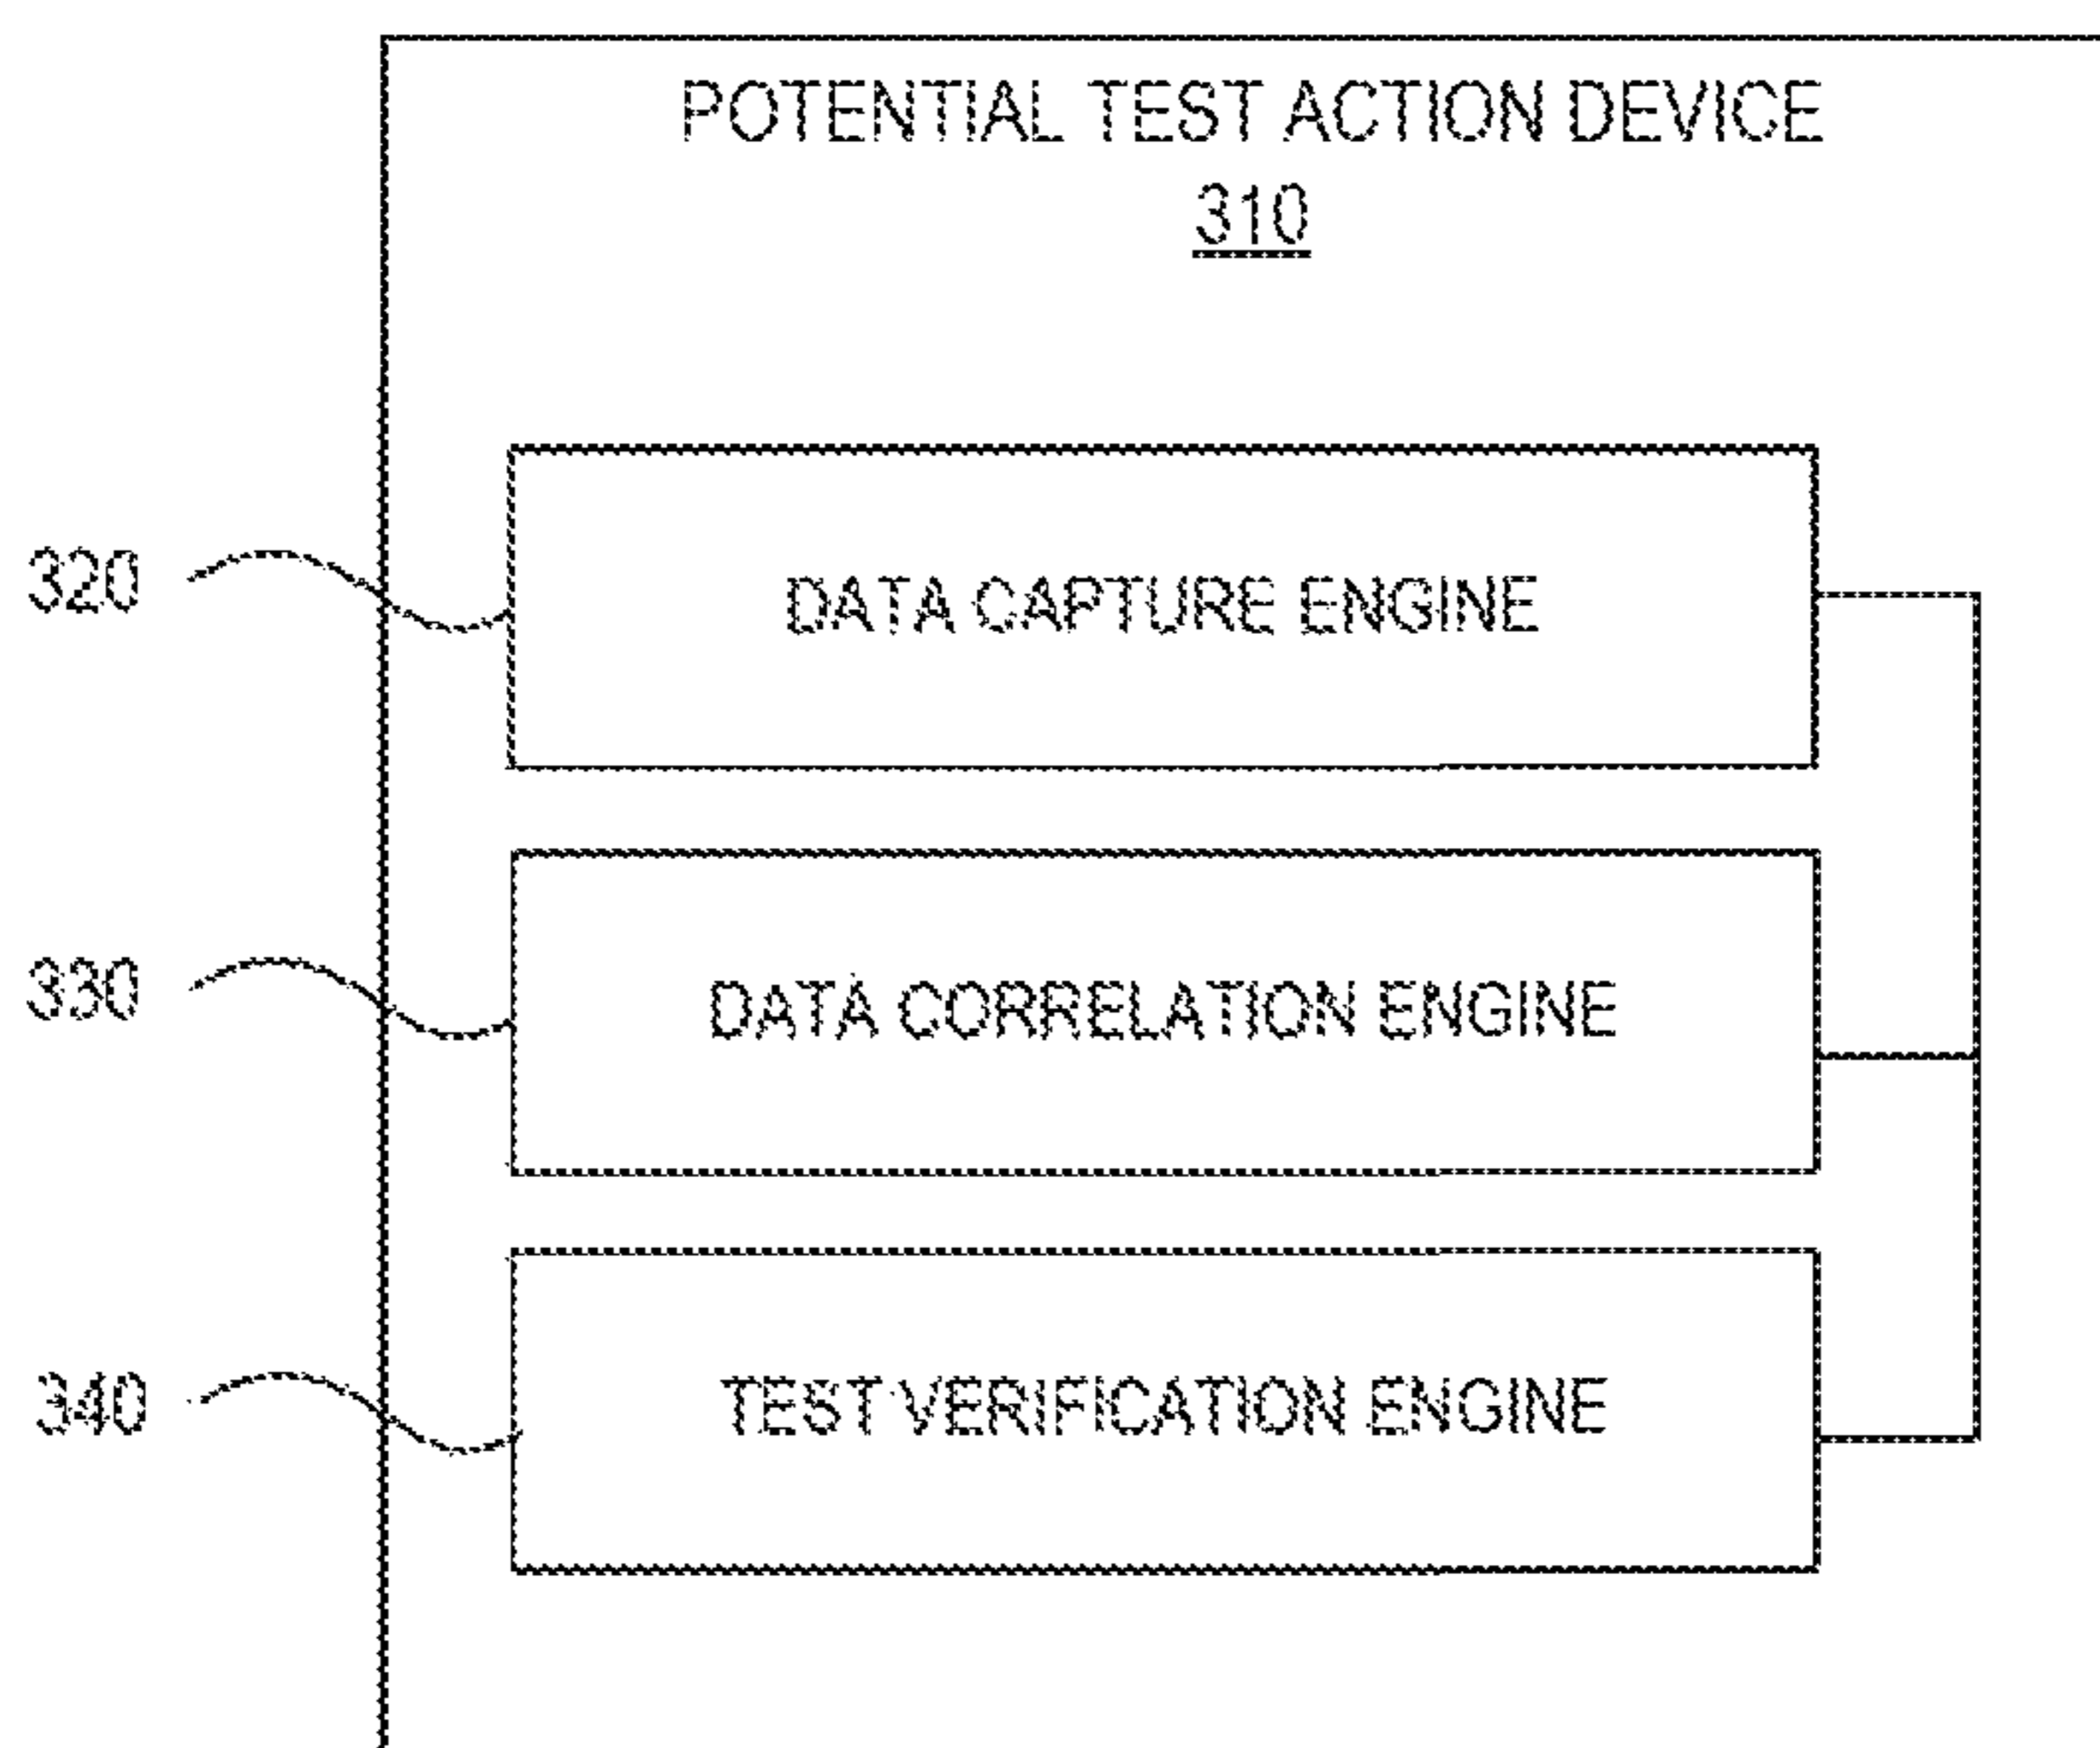 POTENTIAL TEST ACTION DEVICE
310
320
DATA CAPTURE ENGINE
330
DATA CORRELATION ENGINE
340
TEST VERIFICATION ENGINE